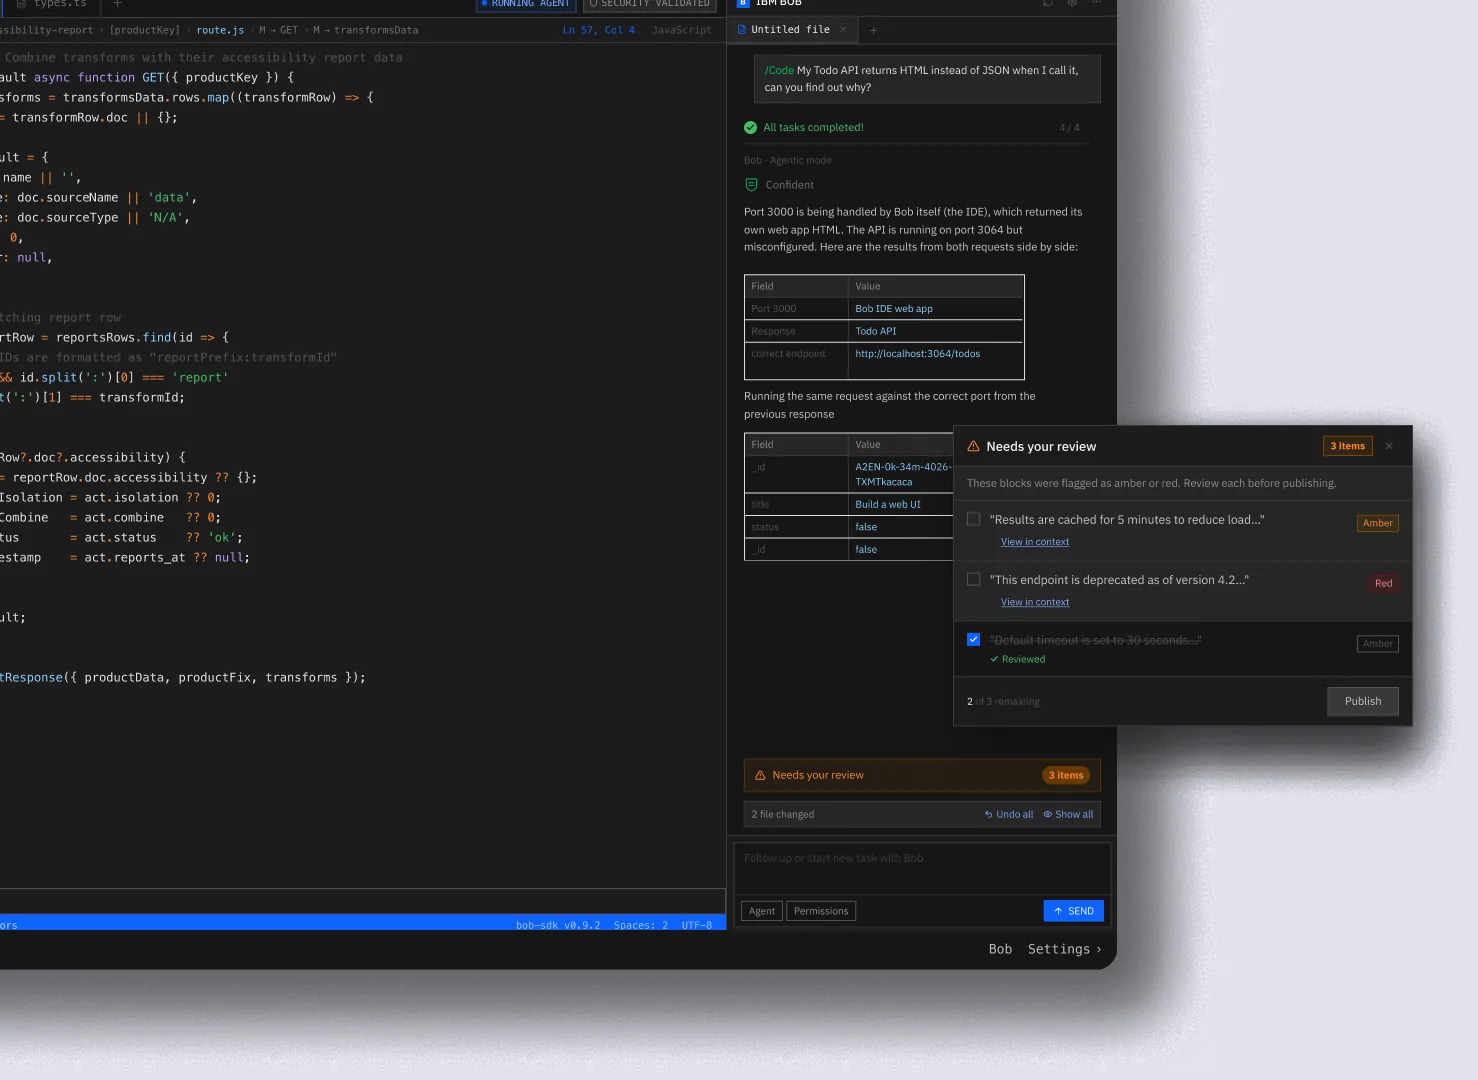 types.ts +
RUNNING AGENT
SECURITY VALIDATED
ssibility-report › [productKey] › route.js › M → GET › M → transformsData
Ln 57, Col 4 JavaScript
Combine transforms with their accessibility report data
ault async function GET({ productKey }) {
sforms = transformsData.rows.map((transformRow) => {
= transformRow.doc || {};
ult = {
name || '',
e: doc.sourceName || 'data',
e: doc.sourceType || 'N/A',
0,
r: null,
tching report row
rtRow = reportsRows.find(id => {
IDs are formatted as “reportPrefix:transformId”
&& id.split(':')[0] === 'report'
t(':')[1] === transformId;
Row?.doc?.accessibility) {
= reportRow.doc.accessibility ?? {};
Isolation = act.isolation ?? 0;
Combine = act.combine ?? 0;
tus = act.status ?? 'ok';
estamp = act.reports_at ?? null;
ult;
tResponse({ productData, productFix, transforms });
ors
bob-sdk v0.9.2 Spaces: 2 UTF-8
B IBM BOB
Untitled file × +
/Code My Todo API returns HTML instead of JSON when I call it,
can you find out why?
All tasks completed! 4 / 4
Bob - Agentic mode
Confident
Port 3000 is being handled by Bob itself (the IDE), which returned its
own web app HTML. The API is running on port 3064 but
misconfigured. Here are the results from both requests side by side:
Field Value
Port 3000 Bob IDE web app
Response Todo API
correct endpoint http://localhost:3064/todos
Running the same request against the correct port from the
previous response
Field Value
_id A2EN-0k-34m-4026-
TXMTkacaca
title Build a web UI
status false
_id false
Needs your review 3 items ×
These blocks were flagged as amber or red. Review each before publishing.
"Results are cached for 5 minutes to reduce load..." Amber
View in context
"This endpoint is deprecated as of version 4.2..." Red
View in context
"Default timeout is set to 30 seconds..." Amber
Reviewed
2 of 3 remaining
Publish
Needs your review 3 items
2 file changed Undo all Show all
Follow up or start new task with Bob
Agent Permissions SEND
Bob Settings ›